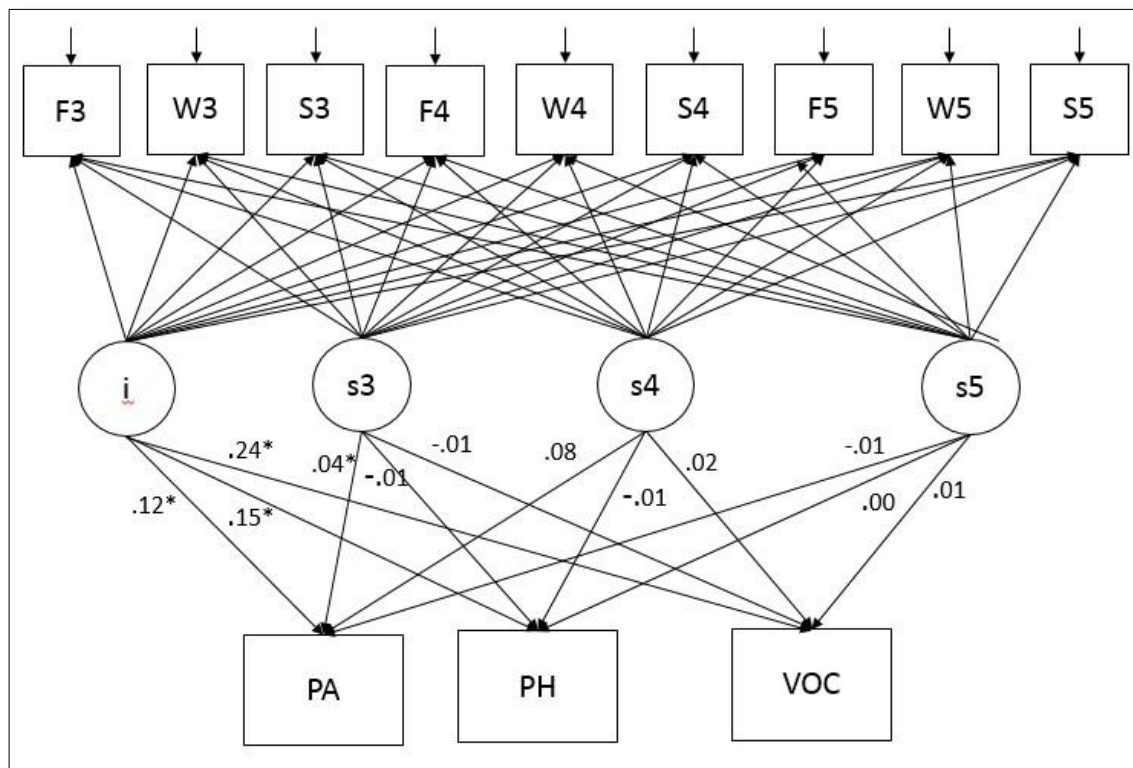 F3 W3 S3 F4 W4 S4 F5 W5 S5
i s3 s4 s5
.24* -.01 .08 -.01
.04* -.01 .02
.12* .15* -.01 .00 .01
PA PH VOC